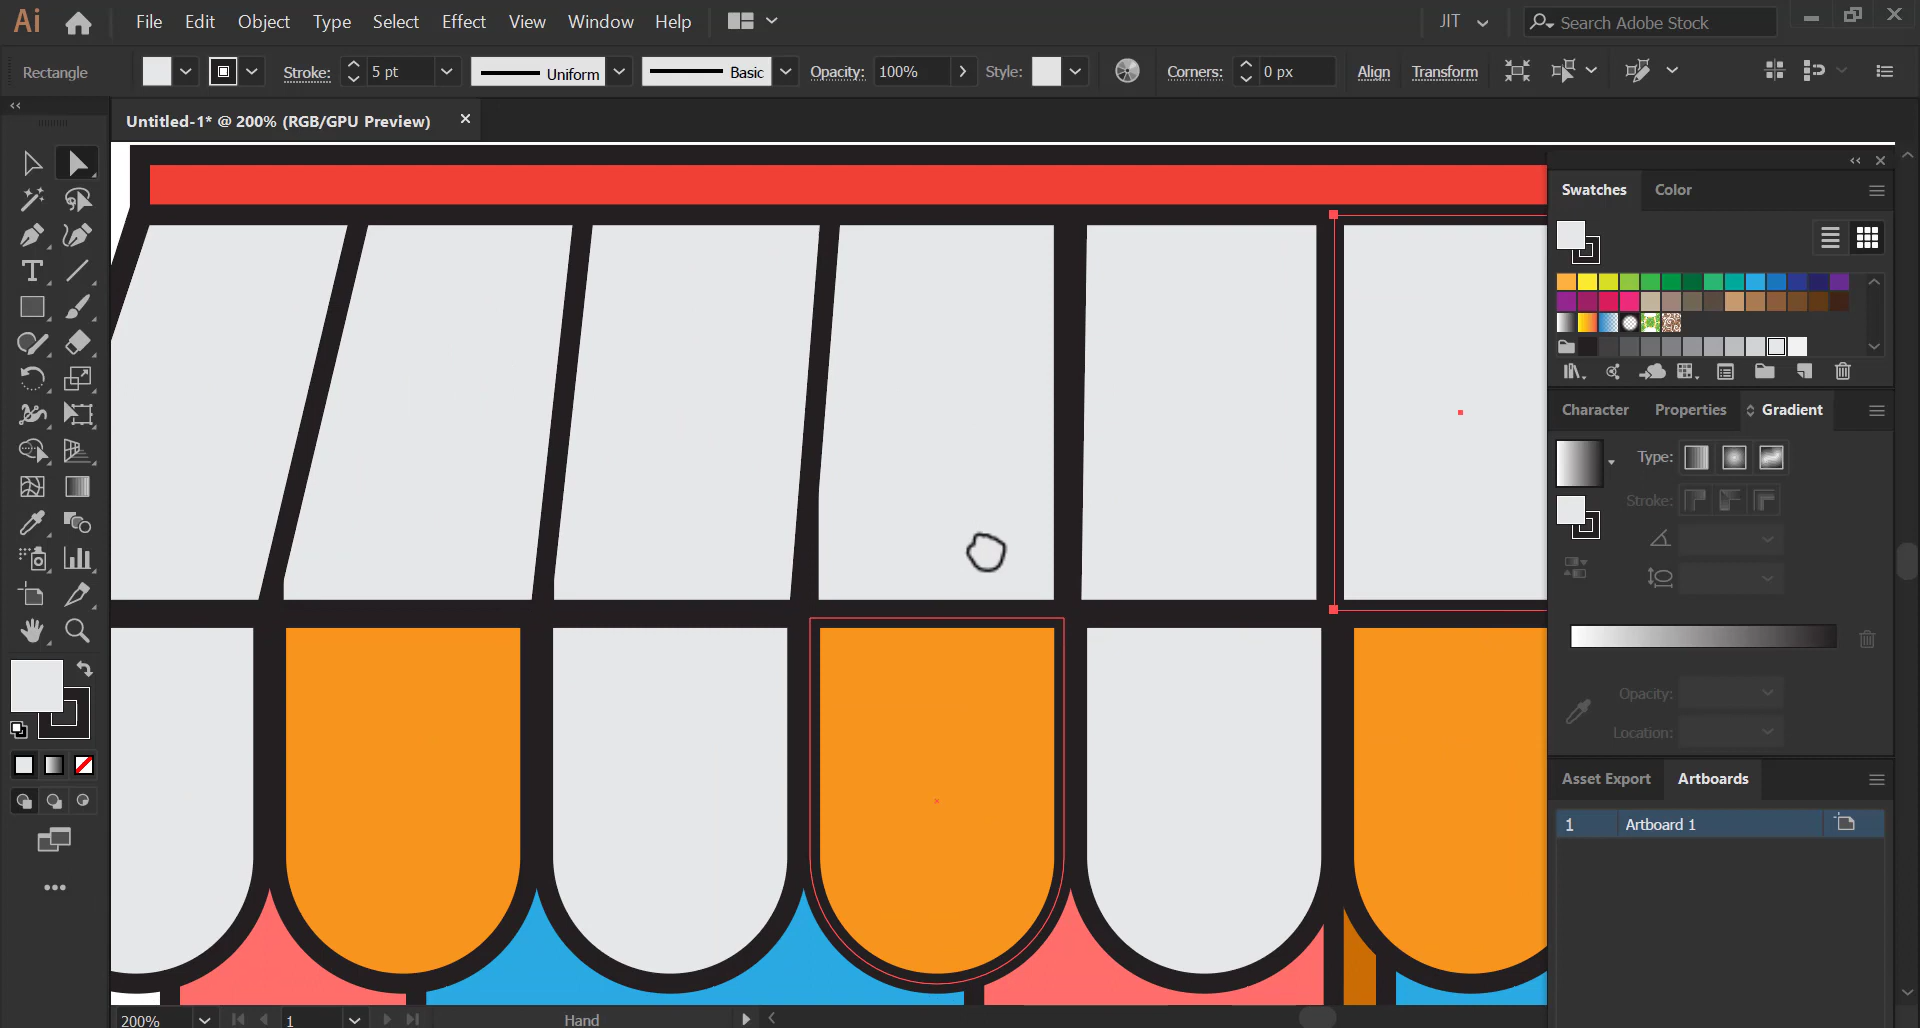 Ai File Edit Object Type Select Effect View Window Help JIT Search Adobe Stock
Rectangle Stroke: 5 pt Uniform Basic Opacity: 100% Style: Corners: 0 px Align Transform
Untitled-1* @ 200% (RGB/GPU Preview)
Swatches Color
Character Properties Gradient
Type:
Stroke:
Opacity:
Location:
Asset Export Artboards
1 Artboard 1
200% 1 Hand